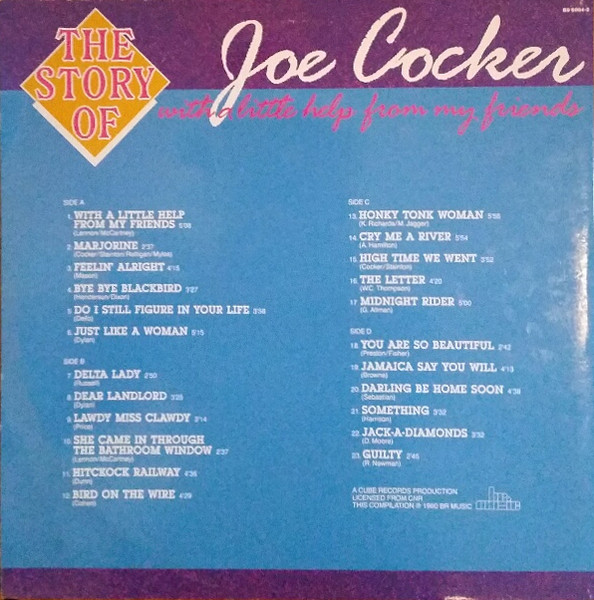 BR 5004-2
THE
STORY
OF
Joe Cocker
with a little help from my friends
SIDE A
1. WITH A LITTLE HELP
FROM MY FRIENDS 5'08
(Lennon/McCartney)
2. MARJORINE 2'37
(Cocker/Stainton/Ratigan/Myles)
3. FEELIN' ALRIGHT 4'15
(Mason)
4. BYE BYE BLACKBIRD 3'27
(Henderson/Dixon)
5. DO I STILL FIGURE IN YOUR LIFE 3'58
(Dello)
6. JUST LIKE A WOMAN 5'15
(Dylan)
SIDE B
7. DELTA LADY 2'50
(Russell)
8. DEAR LANDLORD 3'25
(Dylan)
9. LAWDY MISS CLAWDY 2'14
(Price)
10. SHE CAME IN THROUGH
THE BATHROOM WINDOW 2'37
(Lennon/McCartney)
11. HITCKOCK RAILWAY 4'36
(Dunn)
12. BIRD ON THE WIRE 4'29
(Cohen)
SIDE C
13. HONKY TONK WOMAN 5'55
(K. Richards/M. Jagger)
14. CRY ME A RIVER 5'54
(A. Hamilton)
15. HIGH TIME WE WENT 3'52
(Cocker/Stainton)
16. THE LETTER 4'20
(W.C. Thompson)
17. MIDNIGHT RIDER 5'00
(G. Allman)
SIDE D
18. YOU ARE SO BEAUTIFUL 2'42
(Preston/Fisher)
19. JAMAICA SAY YOU WILL 4'13
(Browne)
20. DARLING BE HOME SOON 4'38
(Sebastian)
21. SOMETHING 3'32
(Harrison)
22. JACK-A-DIAMONDS 3'32
(D. Moore)
23. GUILTY 2'45
(R. Newman)
A CUBE RECORDS PRODUCTION
LICENSED FROM CNR
THIS COMPILATION ℗ 1980 BR MUSIC